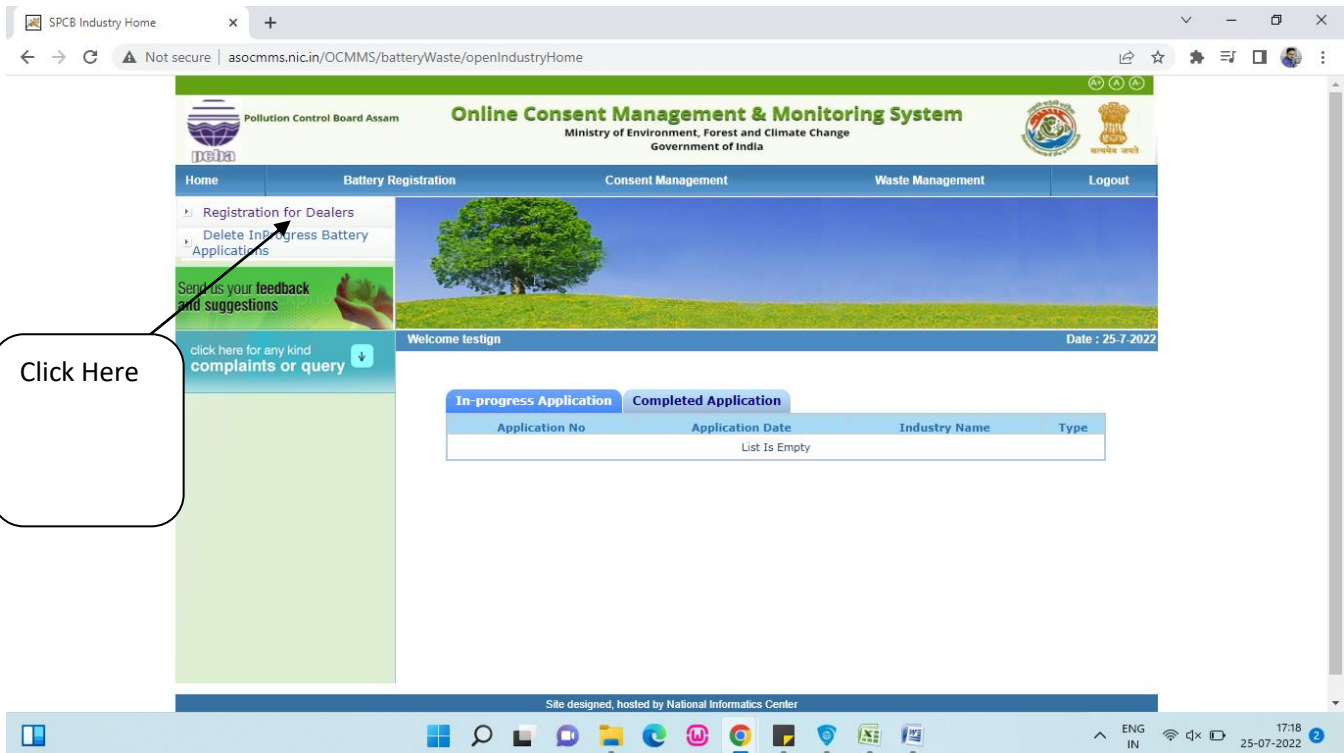 SPCB Industry Home
Not secure | asocmms.nic.in/OCMMS/batteryWaste/openIndustryHome
A+ A A-
Pollution Control Board Assam
pcba
Online Consent Management & Monitoring System
Ministry of Environment, Forest and Climate Change
Government of India
सत्यमेव जयते
Home Battery Registration Consent Management Waste Management Logout
Registration for Dealers
Delete InProgress Battery
Applications
Send us your feedback
and suggestions
Click Here
click here for any kind
complaints or query
Welcome testign Date : 25-7-2022
In-progress Application Completed Application
Application No Application Date Industry Name Type
List Is Empty
Site designed, hosted by National Informatics Center
ENG
IN
17:18
25-07-2022
2